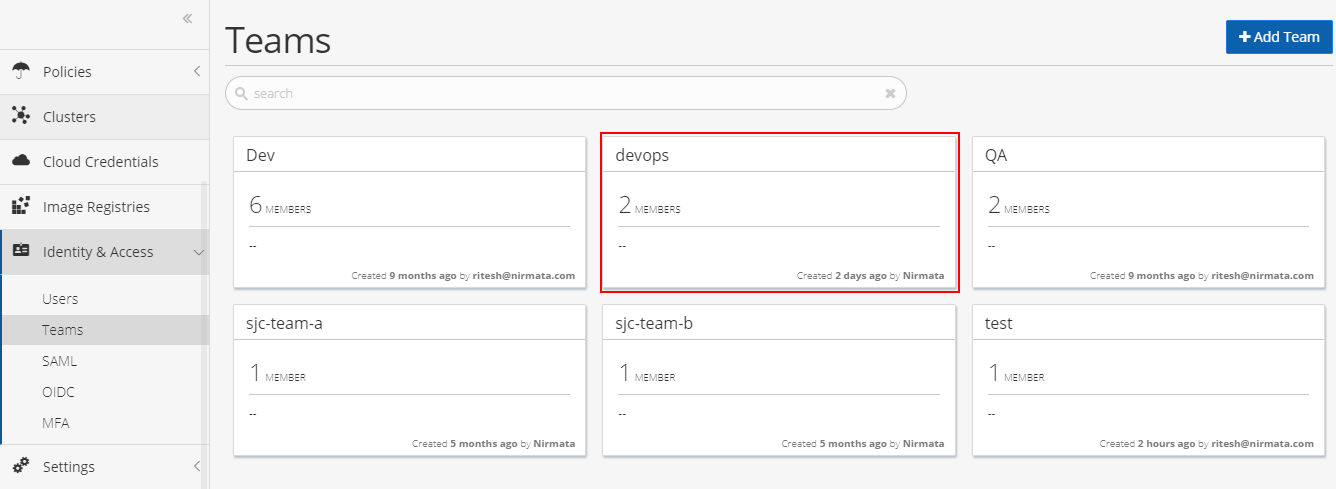 Teams
Add Team
search
Policies
Clusters
Cloud Credentials
Image Registries
Identity & Access
Users
Teams
SAML
OIDC
MFA
Settings
Dev
6 MEMBERS
--
Created 9 months ago by ritesh@nirmata.com
devops
2 MEMBERS
--
Created 2 days ago by Nirmata
QA
2 MEMBERS
--
Created 9 months ago by ritesh@nirmata.com
sjc-team-a
1 MEMBER
--
Created 5 months ago by Nirmata
sjc-team-b
1 MEMBER
--
Created 5 months ago by Nirmata
test
1 MEMBER
--
Created 2 hours ago by ritesh@nirmata.com